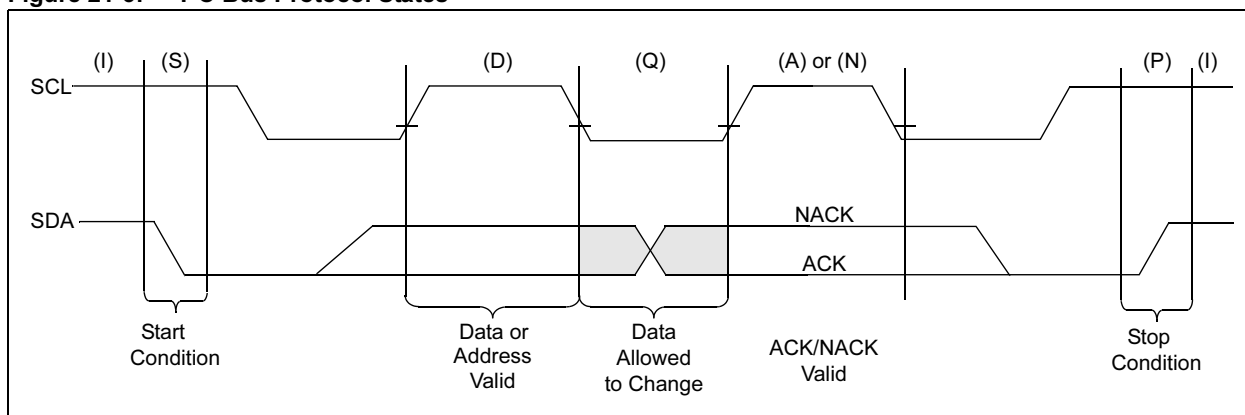 (I) (S) (D) (Q) (A) or (N) (P) (I)
SCL
SDA
NACK
ACK
Start
Condition
Data or
Address
Valid
Data
Allowed
to Change
ACK/NACK
Valid
Stop
Condition